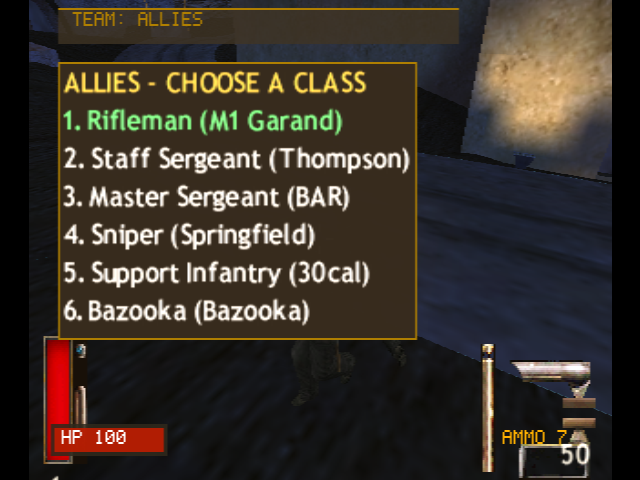 TEAM: ALLIES
ALLIES - CHOOSE A CLASS
1. Rifleman (M1 Garand)
2. Staff Sergeant (Thompson)
3. Master Sergeant (BAR)
4. Sniper (Springfield)
5. Support Infantry (30cal)
6. Bazooka (Bazooka)
HP 100
AMMO 7
50